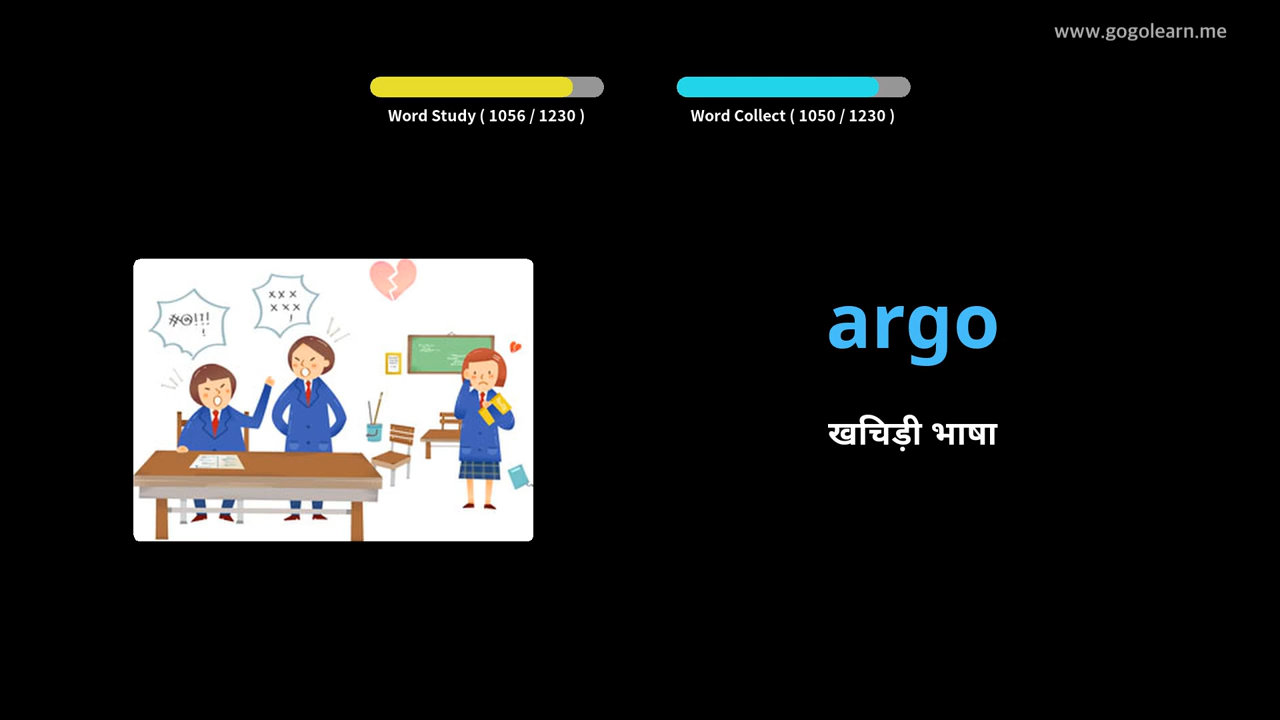 www.gogolearn.me
Word Study ( 1056 / 1230 )
Word Collect ( 1050 / 1230 )
#@!!!
!
x x x
x x x
!
argo
खचिड़ी भाषा